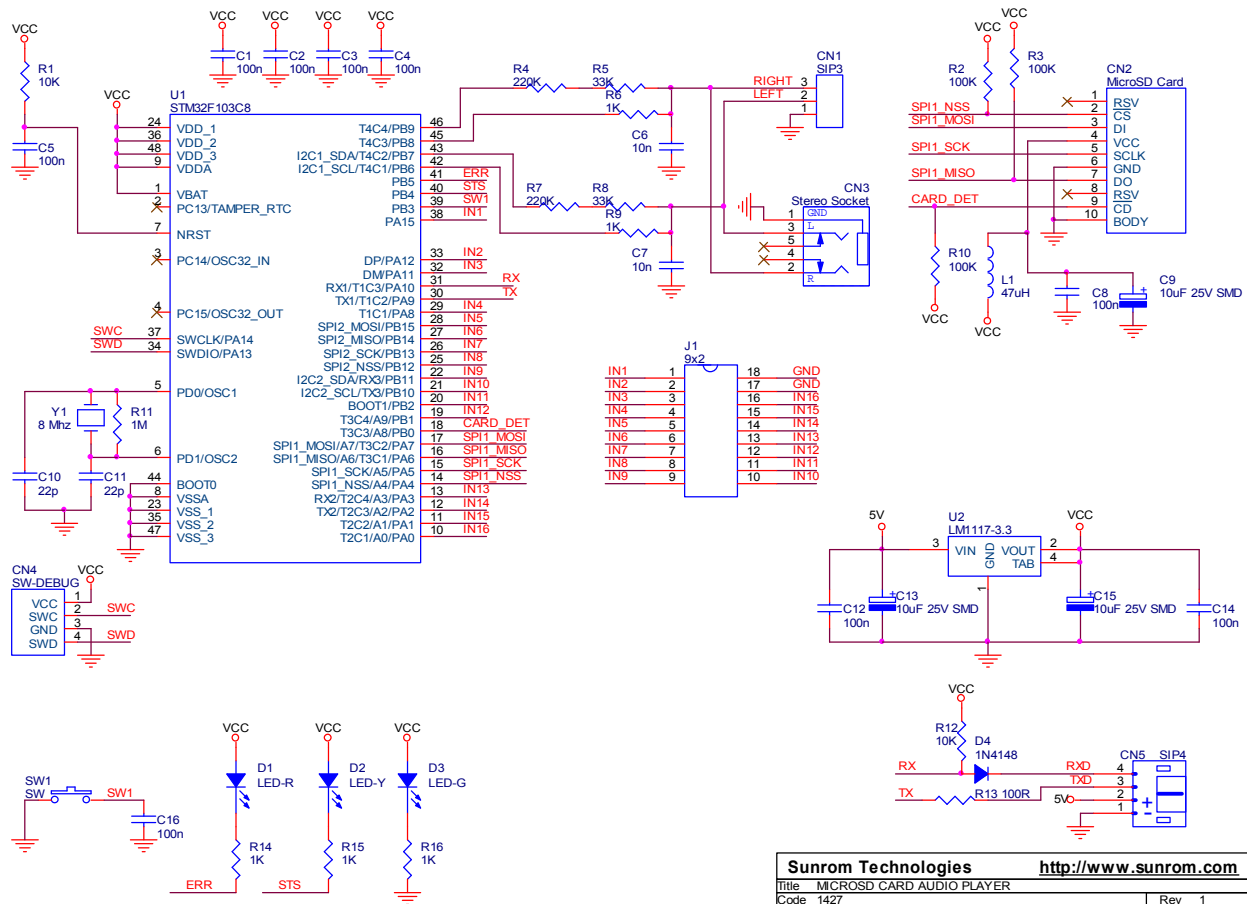 VCC VCC VCC VCC VCC
C1 100n
C2 100n
C3 100n
C4 100n
R1 10K
C5 100n
VCC
U1
STM32F103C8
24 VDD_1
36 VDD_2
48 VDD_3
9 VDDA
1 VBAT
2 PC13/TAMPER_RTC
7 NRST
3 PC14/OSC32_IN
4 PC15/OSC32_OUT
SWC 37 SWCLK/PA14
SWD 34 SWDIO/PA13
5 PD0/OSC1
6 PD1/OSC2
44 BOOT0
8 VSSA
23 VSS_1
35 VSS_2
47 VSS_3
Y1 8 Mhz
R11 1M
C10 22p
C11 22p
T4C4/PB9 46
T4C3/PB8 45
I2C1_SDA/T4C2/PB7 43
I2C1_SCL/T4C1/PB6 42
PB5 41 ERR
PB4 40 STS
PB3 39 SW1
PA15 38 IN1
DP/PA12 33 IN2
DM/PA11 32 IN3
RX1/T1C3/PA10 31 RX
TX1/T1C2/PA9 30 TX
T1C1/PA8 29 IN4
SPI2_MOSI/PB15 28 IN5
SPI2_MISO/PB14 27 IN6
SPI2_SCK/PB13 26 IN7
SPI2_NSS/PB12 25 IN8
I2C2_SDA/RX3/PB11 22 IN9
I2C2_SCL/TX3/PB10 21 IN10
BOOT1/PB2 20 IN11
T3C4/A9/PB1 19 IN12
T3C3/A8/PB0 18 CARD_DET
SPI1_MOSI/A7/T3C2/PA7 17 SPI1_MOSI
SPI1_MISO/A6/T3C1/PA6 16 SPI1_MISO
SPI1_SCK/A5/PA5 15 SPI1_SCK
SPI1_NSS/A4/PA4 14 SPI1_NSS
RX2/T2C4/A3/PA3 13 IN13
TX2/T2C3/A2/PA2 12 IN14
T2C2/A1/PA1 11 IN15
T2C1/A0/PA0 10 IN16
R4 220K
R5 33K
R6 1K
C6 10n
R7 220K
R8 33K
R9 1K
C7 10n
CN1
SIP3
RIGHT 3
LEFT 2
1
CN3
Stereo Socket
1 GND
3 L
5
4
2 R
VCC VCC
R2 100K
R3 100K
CN2
MicroSD Card
1 RSV
SPI1_NSS 2 CS
SPI1_MOSI 3 DI
4 VCC
SPI1_SCK 5 SCLK
6 GND
SPI1_MISO 7 DO
8 RSV
CARD_DET 9 CD
10 BODY
R10 100K
VCC
L1 47uH
VCC
C8 100n
C9 10uF 25V SMD
J1
9x2
IN1 1 18 GND
IN2 2 17 GND
IN3 3 16 IN16
IN4 4 15 IN15
IN5 5 14 IN14
IN6 6 13 IN13
IN7 7 12 IN12
IN8 8 11 IN11
IN9 9 10 IN10
5V
U2
LM1117-3.3
VCC
3 VIN GND VOUT 2
TAB 4
1
C12 100n
C13 10uF 25V SMD
C15 10uF 25V SMD
C14 100n
CN4
SW-DEBUG
VCC
VCC 1
SWC 2 SWC
GND 3
SWD 4 SWD
SW1
SW
SW1
C16 100n
VCC VCC VCC
D1 LED-R
D2 LED-Y
D3 LED-G
R14 1K
R15 1K
R16 1K
ERR STS
VCC
R12 10K
D4 1N4148
CN5 SIP4
RX RXD 4
TXD 3
TX R13 100R
5V 2 +
1 -
Sunrom Technologies http://www.sunrom.com
Title MICROSD CARD AUDIO PLAYER
Code 1427 Rev 1